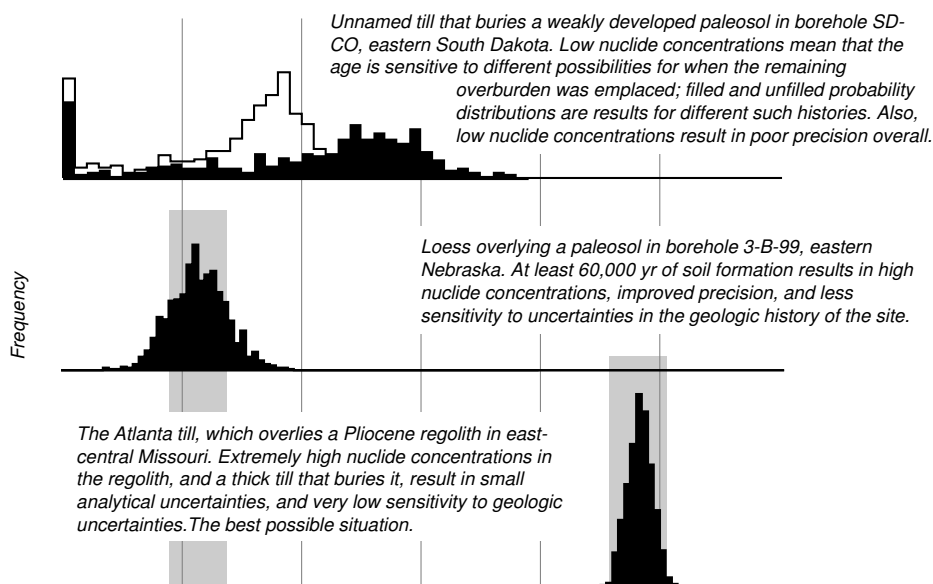 Unnamed till that buries a weakly developed paleosol in borehole SD-
CO, eastern South Dakota. Low nuclide concentrations mean that the
age is sensitive to different possibilities for when the remaining
overburden was emplaced; filled and unfilled probability
distributions are results for different such histories. Also,
low nuclide concentrations result in poor precision overall.
Frequency
Loess overlying a paleosol in borehole 3-B-99, eastern
Nebraska. At least 60,000 yr of soil formation results in high
nuclide concentrations, improved precision, and less
sensitivity to uncertainties in the geologic history of the site.
The Atlanta till, which overlies a Pliocene regolith in east-
central Missouri. Extremely high nuclide concentrations in
the regolith, and a thick till that buries it, result in small
analytical uncertainties, and very low sensitivity to geologic
uncertainties.The best possible situation.